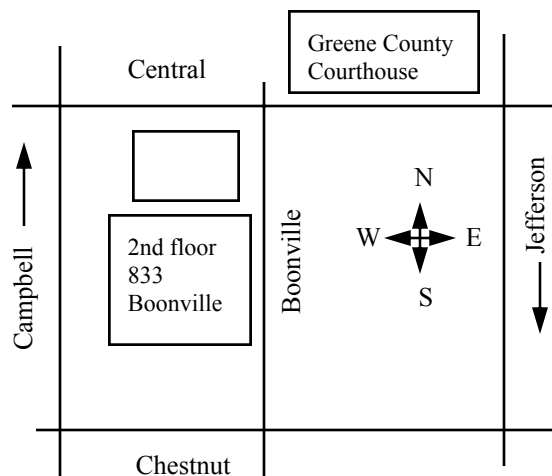 Greene County
Courthouse
Central
N
W
E
S
2nd floor
833
Boonville
Campbell
Boonville
Jefferson
Chestnut